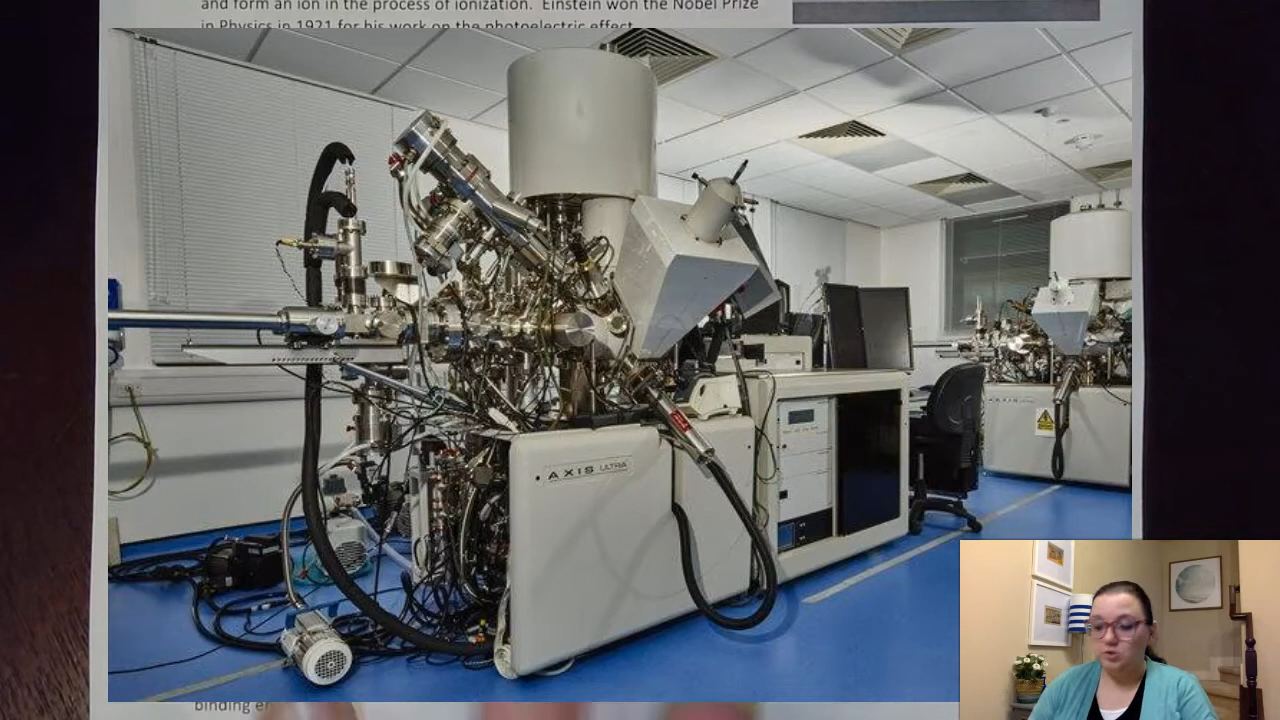 and form an ion in the process of ionization. Einstein won the Nobel Prize
in Physics in 1921 for his work on the photoelectric effect
AXIS ULTRA
AXIS
binding